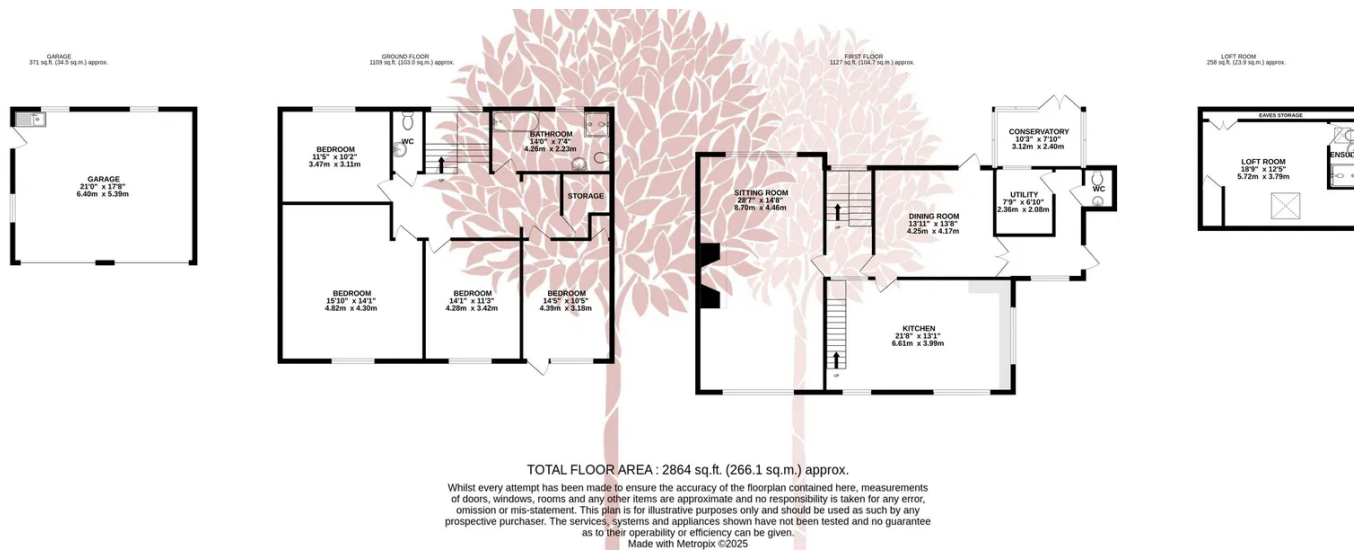 GARAGE
371 sq.ft. (34.5 sq.m.) approx.
GROUND FLOOR
1109 sq.ft. (103.0 sq.m.) approx.
FIRST FLOOR
1127 sq.ft. (104.7 sq.m.) approx.
LOFT ROOM
258 sq.ft. (23.9 sq.m.) approx.
GARAGE
21'0" x 17'8"
6.40m x 5.39m
BEDROOM
11'5" x 10'2"
3.47m x 3.11m
WC
UP
BATHROOM
14'0" x 7'4"
4.26m x 2.23m
STORAGE
BEDROOM
15'10" x 14'1"
4.82m x 4.30m
BEDROOM
14'1" x 11'3"
4.28m x 3.42m
BEDROOM
14'5" x 10'5"
4.39m x 3.18m
SITTING ROOM
28'7" x 14'8"
8.70m x 4.46m
UP
DINING ROOM
13'11" x 13'8"
4.25m x 4.17m
CONSERVATORY
10'3" x 7'10"
3.12m x 2.40m
UTILITY
7'9" x 6'10"
2.36m x 2.08m
WC
KITCHEN
21'8" x 13'1"
6.61m x 3.99m
UP
EAVES STORAGE
LOFT ROOM
18'9" x 12'5"
5.72m x 3.79m
ENSUIT
TOTAL FLOOR AREA : 2864 sq.ft. (266.1 sq.m.) approx.
Whilst every attempt has been made to ensure the accuracy of the floorplan contained here, measurements
of doors, windows, rooms and any other items are approximate and no responsibility is taken for any error,
omission or mis-statement. This plan is for illustrative purposes only and should be used as such by any
prospective purchaser. The services, systems and appliances shown have not been tested and no guarantee
as to their operability or efficiency can be given.
Made with Metropix ©2025